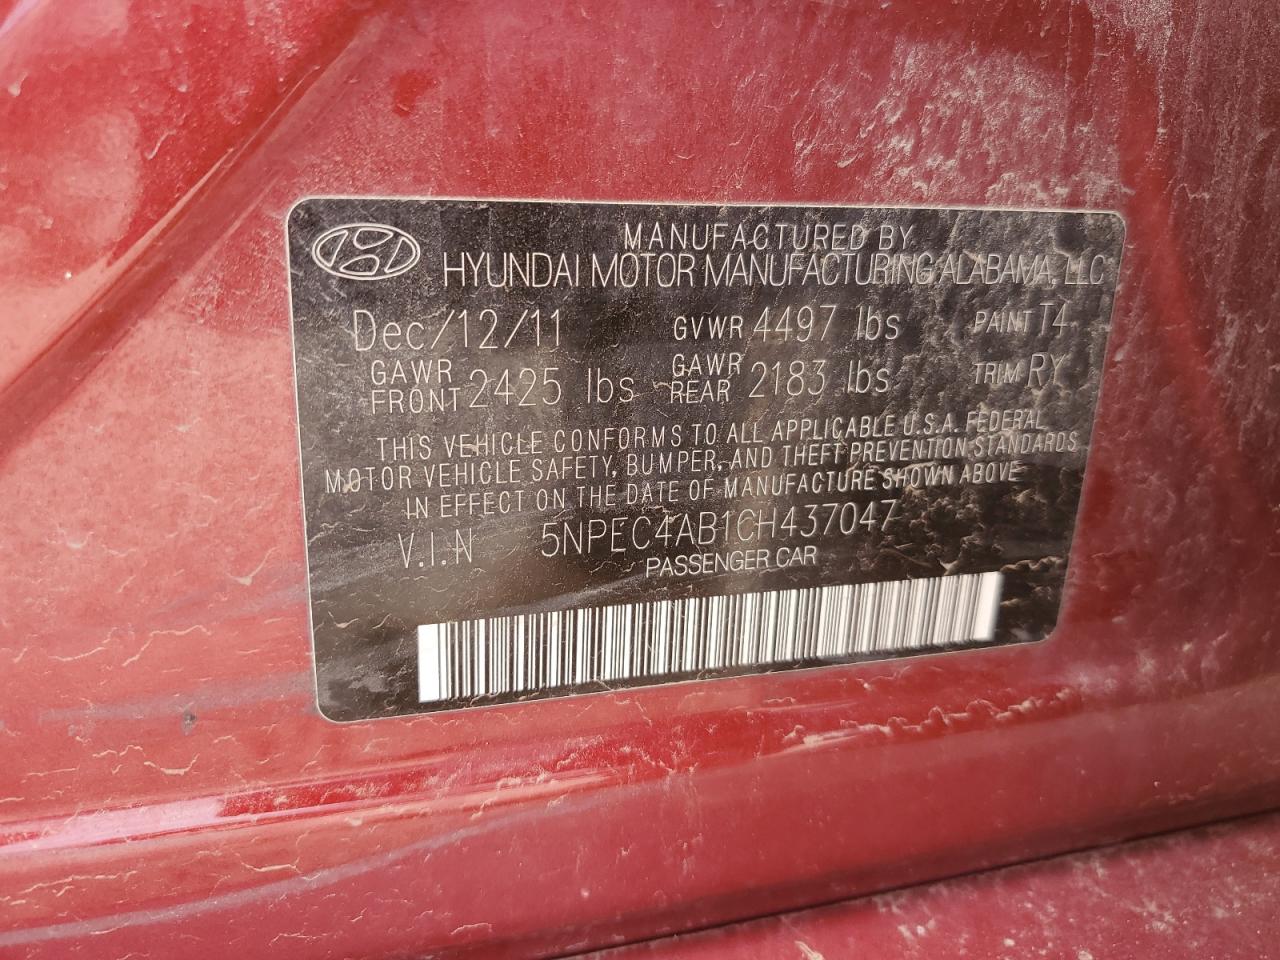 MANUFACTURED BY
HYUNDAI MOTOR MANUFACTURING ALABAMA, LLC
Dec/12/11 GVWR 4497 lbs PAINT T4
GAWR FRONT 2425 lbs GAWR REAR 2183 lbs TRIM RY
THIS VEHICLE CONFORMS TO ALL APPLICABLE U.S.A. FEDERAL
MOTOR VEHICLE SAFETY, BUMPER, AND THEFT PREVENTION STANDARDS
IN EFFECT ON THE DATE OF MANUFACTURE SHOWN ABOVE
V.I.N 5NPEC4AB1CH437047
PASSENGER CAR